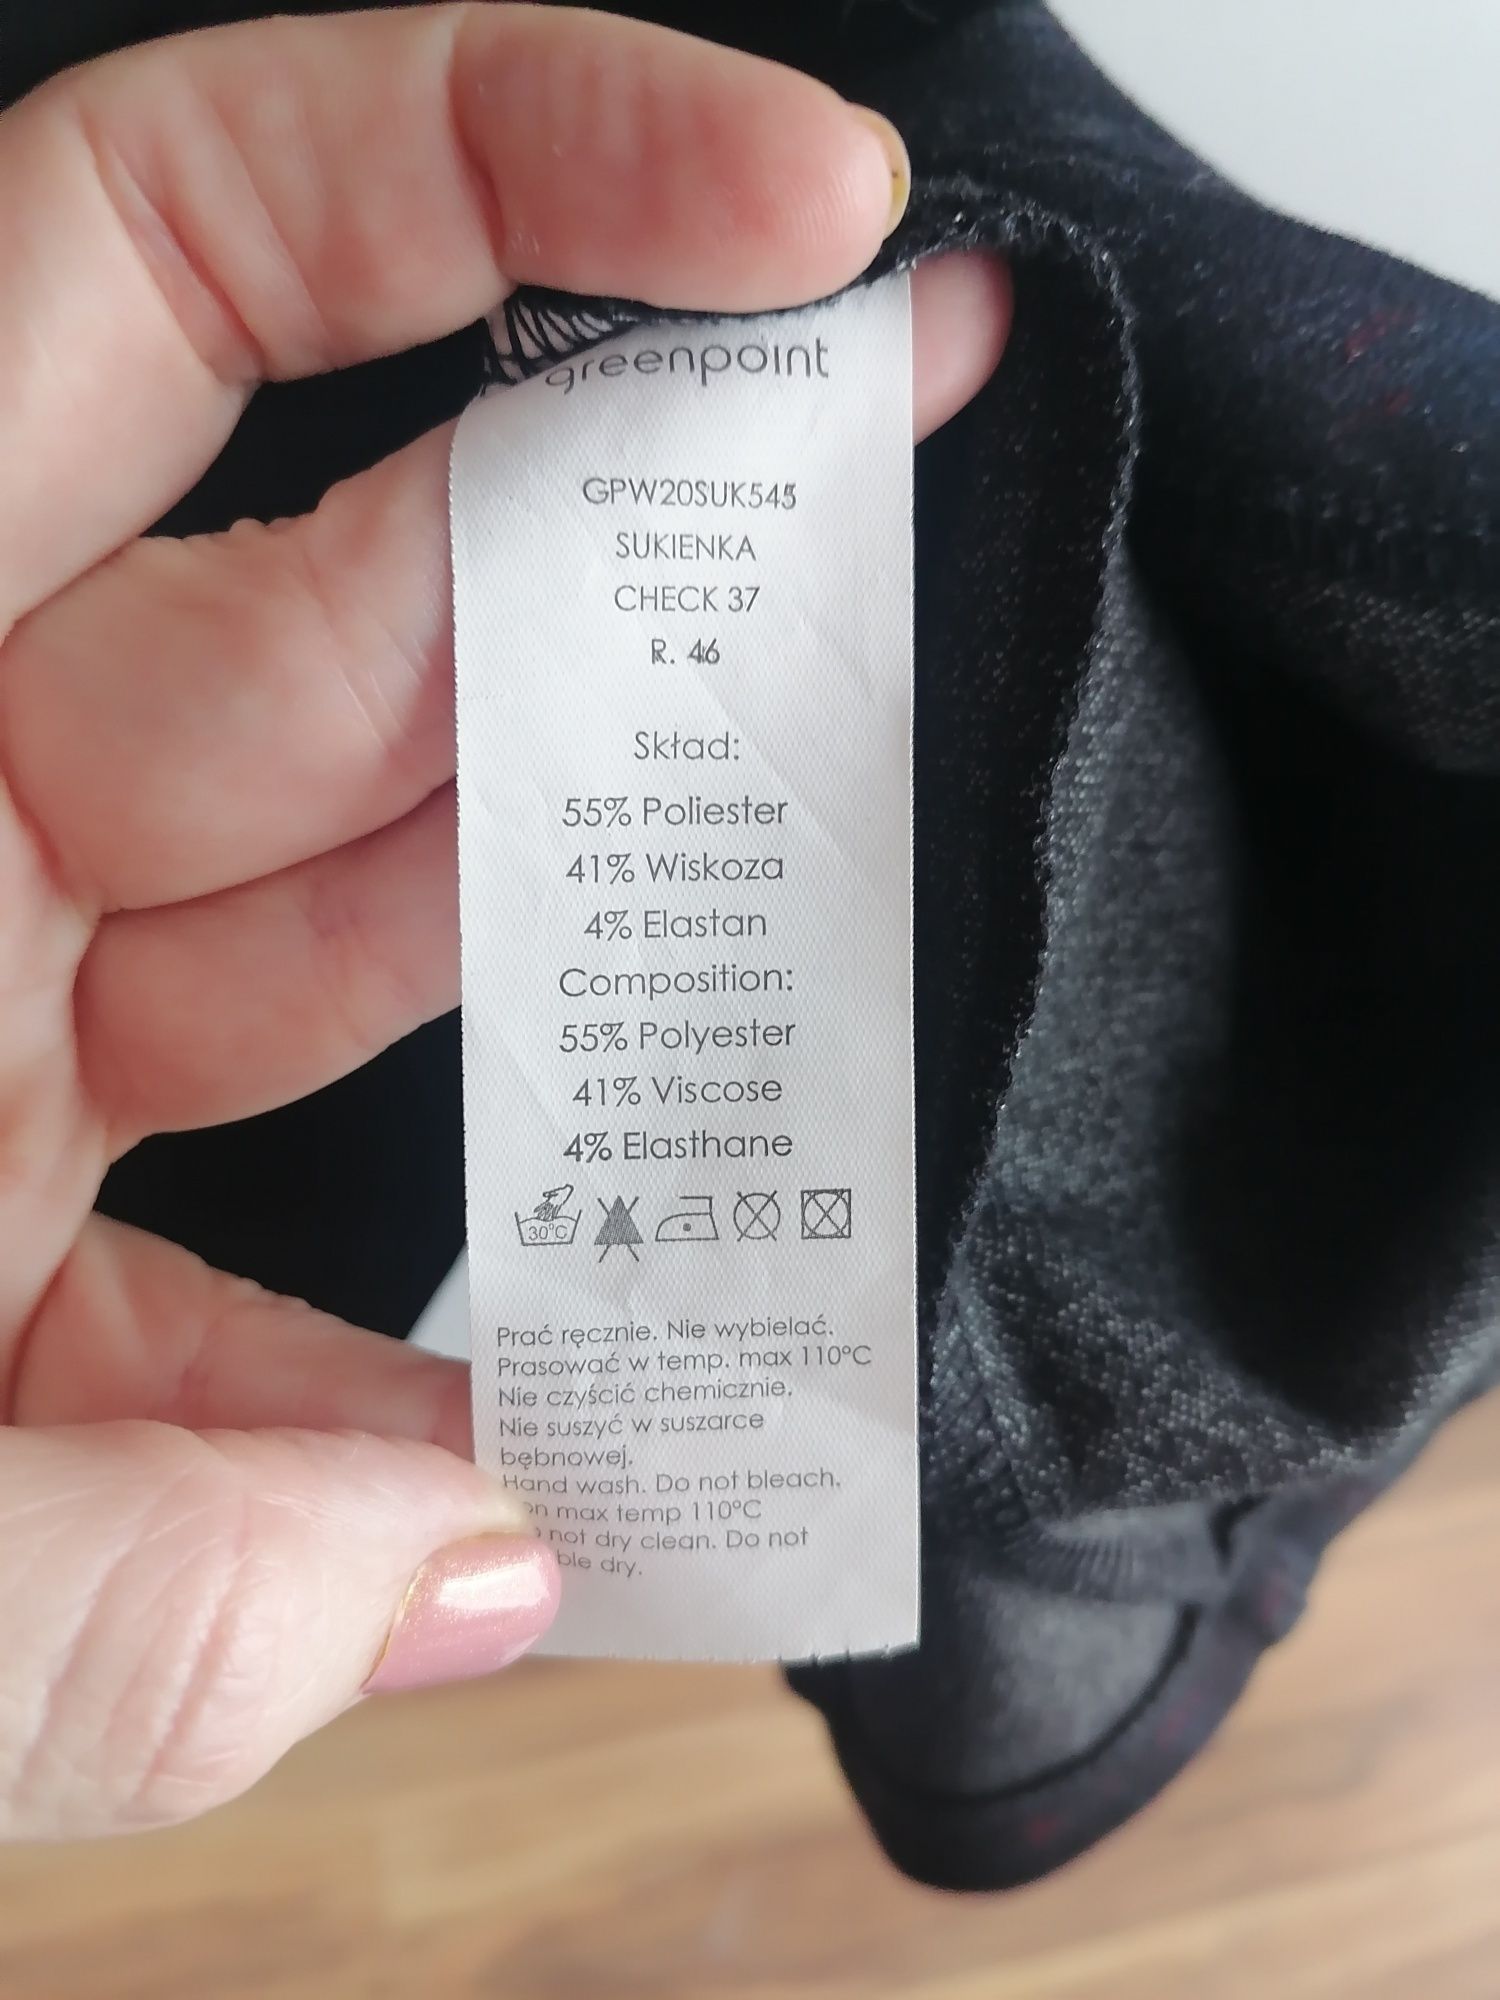 greenpoint
GPW20SUK545
SUKIENKA
CHECK 37
R. 46
Skład:
55% Poliester
41% Wiskoza
4% Elastan
Composition:
55% Polyester
41% Viscose
4% Elasthane
30°C
Prać ręcznie. Nie wybielać.
Prasować w temp. max 110°C
Nie czyścić chemicznie.
Nie suszyć w suszarce
bębnowej.
Hand wash. Do not bleach.
max temp 110°C
not dry clean. Do not
dry.